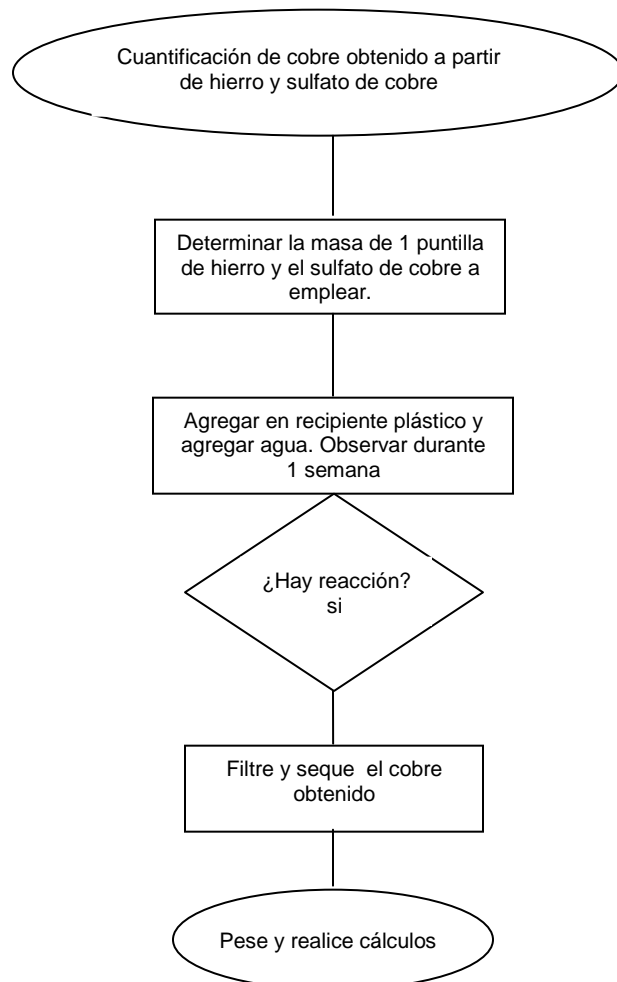 Cuantificación de cobre obtenido a partir
de hierro y sulfato de cobre
Determinar la masa de 1 puntilla
de hierro y el sulfato de cobre a
emplear.
Agregar en recipiente plástico y
agregar agua. Observar durante
1 semana
¿Hay reacción?
si
Filtre y seque el cobre
obtenido
Pese y realice cálculos